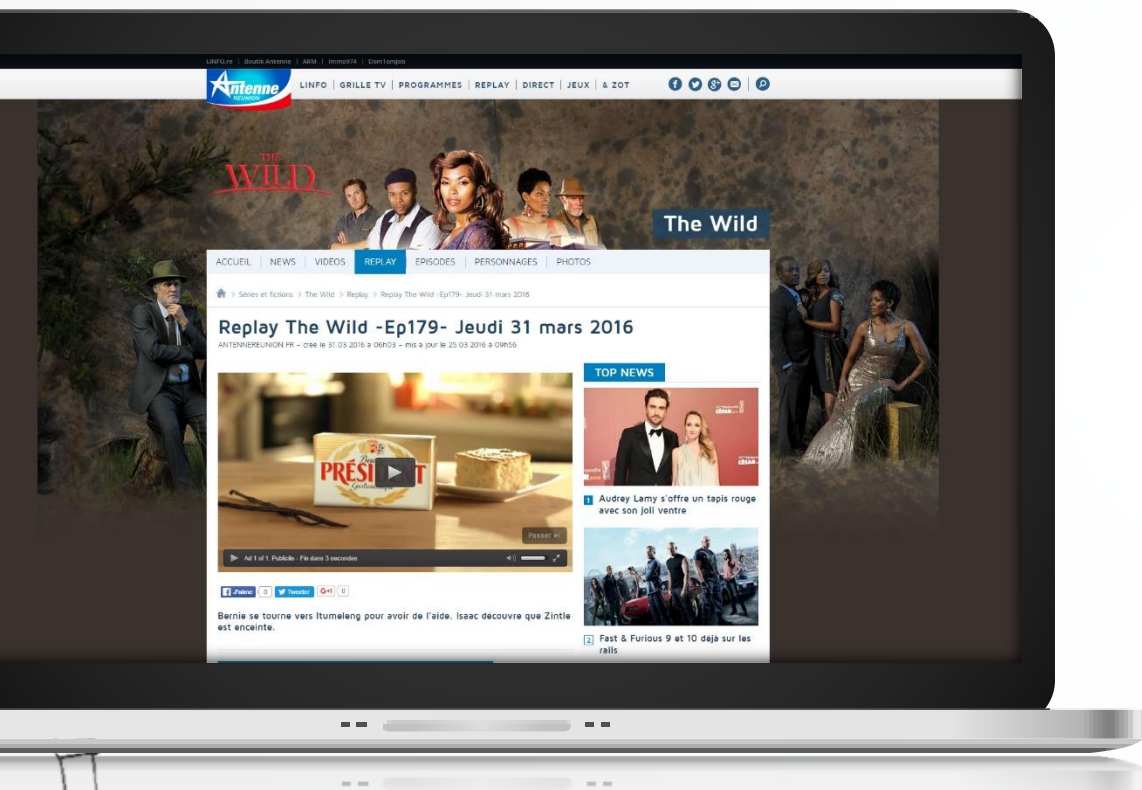 LINFO.re | Boutik Antenne | ARM | Immo974 | DomTomJob
Antenne
REUNION
LINFO | GRILLE TV | PROGRAMMES | REPLAY | DIRECT | JEUX | & ZOT
THE
WILD
The Wild
ACCUEIL | NEWS | VIDEOS REPLAY EPISODES | PERSONNAGES | PHOTOS
> Séries et fictions > The Wild > Replay > Replay The Wild -Ep179- Jeudi 31 mars 2016
Replay The Wild -Ep179- Jeudi 31 mars 2016
ANTENNEREUNION.FR – créé le 31.03.2016 à 06h03 – mis à jour le 25.03.2016 à 09h56
PRÉSIDENT
Passer
Ad 1 of 1. Publicité - Fin dans 3 secondes
J'aime 0 Tweeter G+1 0
Bernie se tourne vers Itumeleng pour avoir de l'aide. Isaac découvre que Zintle
est enceinte.
TOP NEWS
CÉSAR
CÉSAR
1 Audrey Lamy s'offre un tapis rouge
avec son joli ventre
2 Fast & Furious 9 et 10 déjà sur les
rails